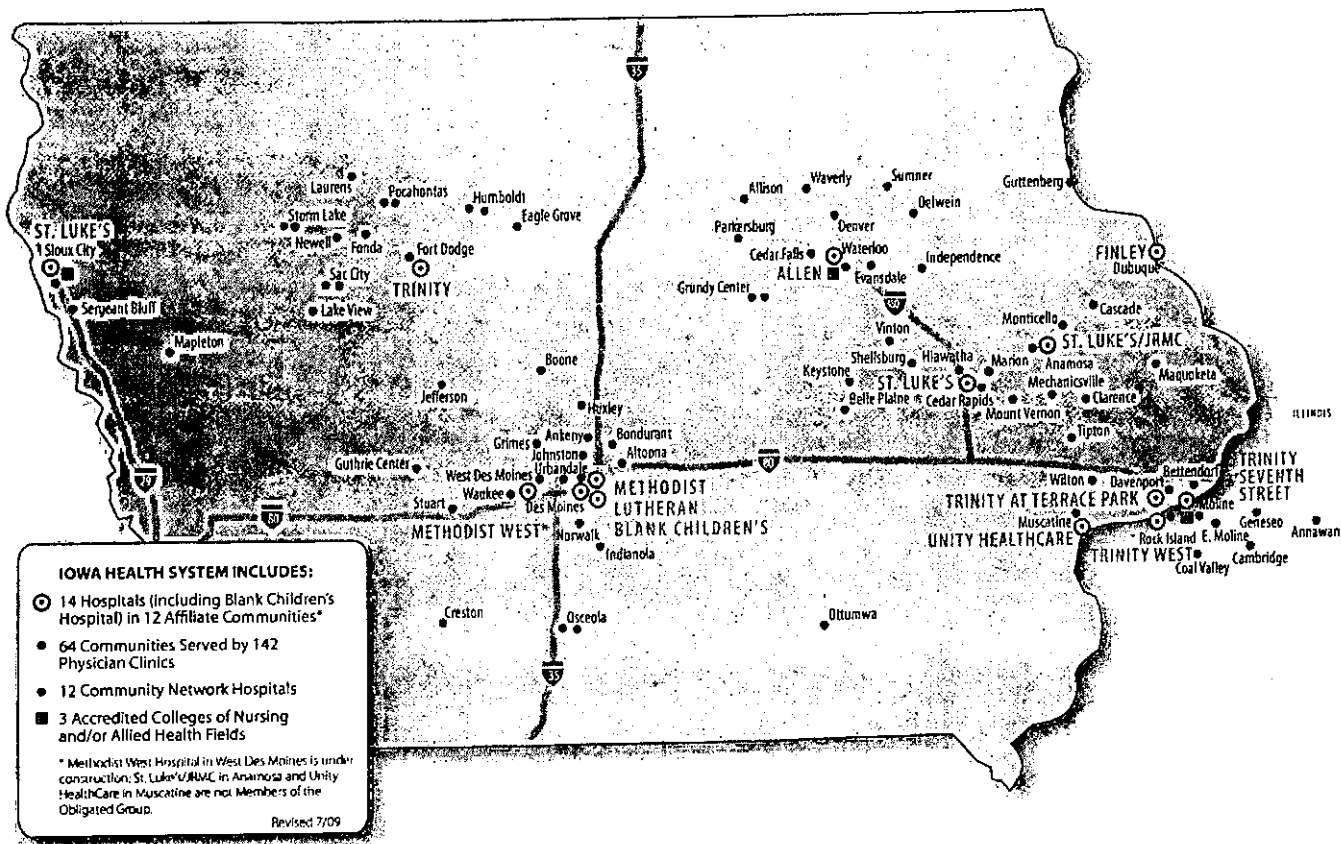 35
Laurens
Pocahontas
Humboldt
Eagle Grove
Storm Lake
Newell
Fonda
Fort Dodge
TRINITY
Sac City
Lake View
ST. LUKE'S
Sioux City
Sergeant Bluff
Mapleton
Allison
Waverly
Sumner
Oelwein
Guttenberg
Parkersburg
Denver
Cedar Falls
Waterloo
ALLEN
Evansdale
Independence
Grundy Center
FINLEY
Dubuque
380
Cascade
Monticello
Vinton
ST. LUKE'S/JRMC
Anamosa
Shellsburg
Hiawatha
Marion
Maquoketa
Keystone
ST. LUKE'S
Cedar Rapids
Mechanicsville
Clarence
Belle Plaine
Mount Vernon
Tipton
ILLINOIS
Boone
Jefferson
Huxley
Ankeny
Bondurant
Grimes
Johnston
Altoona
Urbandale
Guthrie Center
West Des Moines
Waukee
Stuart
Des Moines
METHODIST
LUTHERAN
BLANK CHILDREN'S
METHODIST WEST*
Norwalk
Indianola
80
80
29
Wilton
Davenport
Bettendorf
TRINITY
SEVENTH
STREET
TRINITY AT TERRACE PARK
Muscatine
UNITY HEALTHCARE*
Moline
Rock Island
E. Moline
Geneseo
Annawan
TRINITY WEST
Coal Valley
Cambridge
Creston
Osceola
Ottumwa
35
IOWA HEALTH SYSTEM INCLUDES:
14 Hospitals (including Blank Children's
Hospital) in 12 Affiliate Communities*
64 Communities Served by 142
Physician Clinics
12 Community Network Hospitals
3 Accredited Colleges of Nursing
and/or Allied Health Fields
* Methodist West Hospital in West Des Moines is under
construction; St. Luke's/JRMC in Anamosa and Unity
HealthCare in Muscatine are not Members of the
Obligated Group.
Revised 7/09